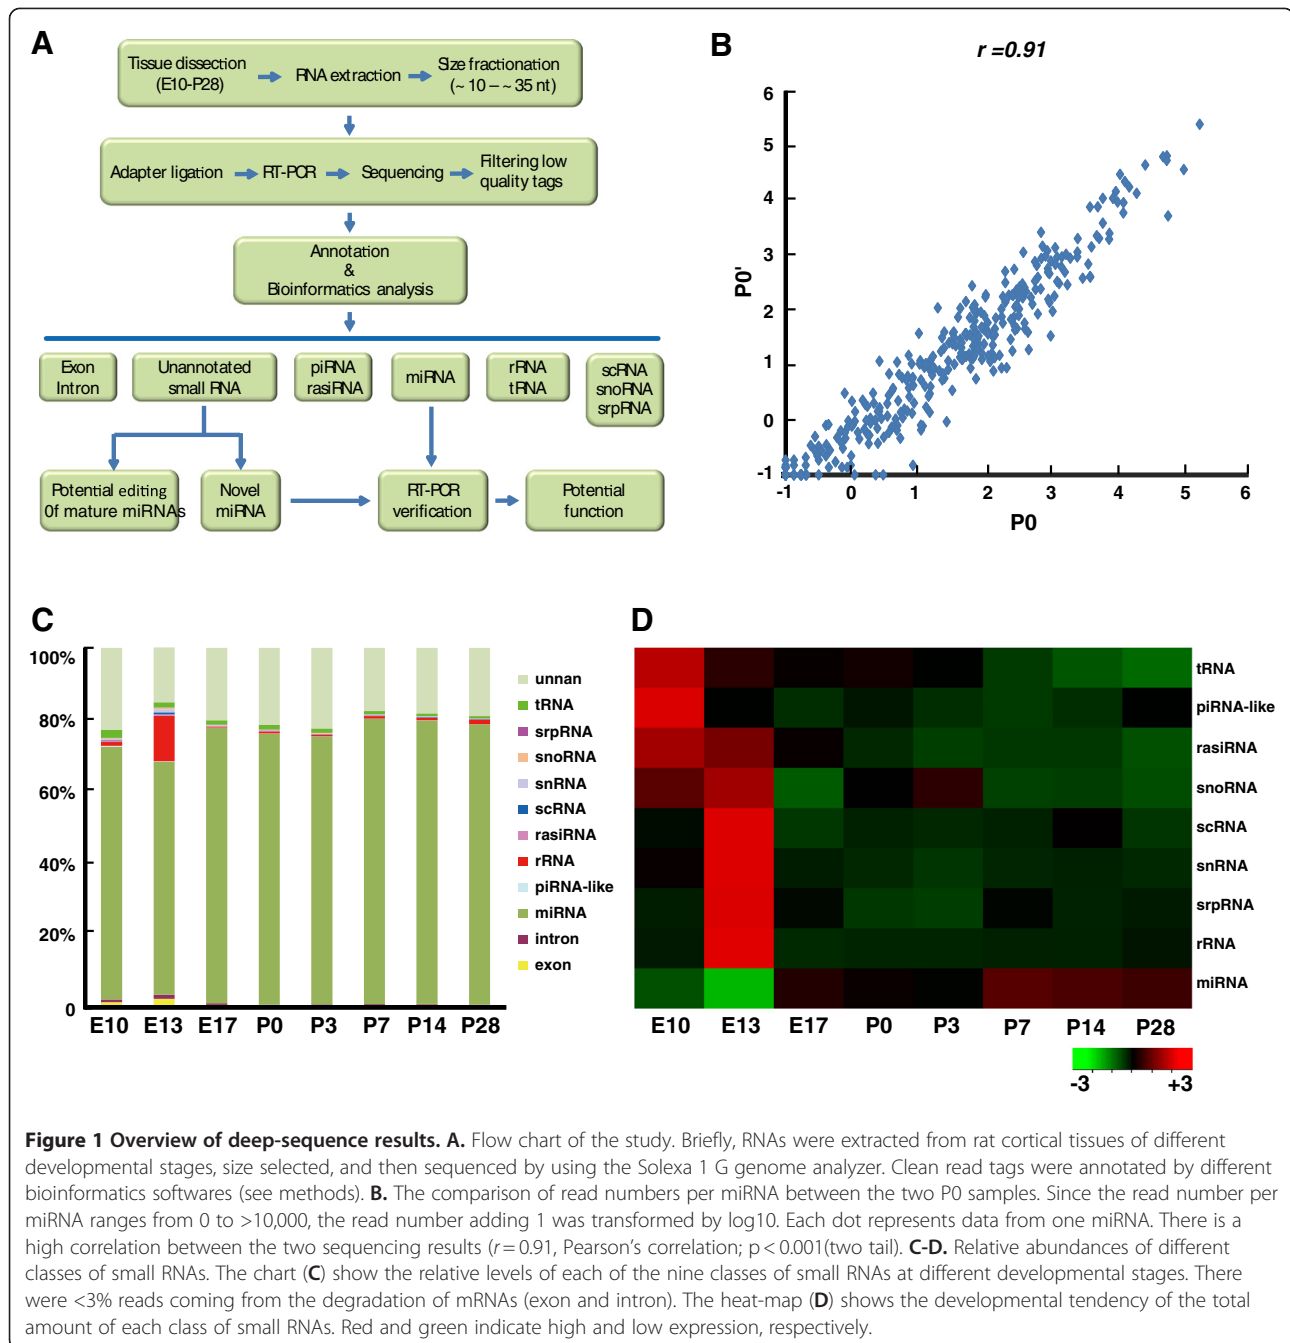 A
Tissue dissection
(E10-P28)
RNA extraction
Size fractionation
(~ 10 – ~ 35 nt)
Adapter ligation
RT-PCR
Sequencing
Filtering low
quality tags
Annotation
&
Bioinformatics analysis
Exon
Intron
Unannotated
small RNA
piRNA
rasiRNA
miRNA
rRNA
tRNA
scRNA
snoRNA
srpRNA
Potential editing
0f mature miRNAs
Novel
miRNA
RT-PCR
verification
Potential
function
B
r =0.91
6
5
4
3
2
1
0
-1
P0'
-1 0 1 2 3 4 5 6
P0
C
100%
80%
60%
40%
20%
0
E10 E13 E17 P0 P3 P7 P14 P28
unnan
tRNA
srpRNA
snoRNA
snRNA
scRNA
rasiRNA
rRNA
piRNA-like
miRNA
intron
exon
D
tRNA
piRNA-like
rasiRNA
snoRNA
scRNA
snRNA
srpRNA
rRNA
miRNA
E10 E13 E17 P0 P3 P7 P14 P28
-3 +3
Figure 1 Overview of deep-sequence results. A. Flow chart of the study. Briefly, RNAs were extracted from rat cortical tissues of different
developmental stages, size selected, and then sequenced by using the Solexa 1 G genome analyzer. Clean read tags were annotated by different
bioinformatics softwares (see methods). B. The comparison of read numbers per miRNA between the two P0 samples. Since the read number per
miRNA ranges from 0 to >10,000, the read number adding 1 was transformed by log10. Each dot represents data from one miRNA. There is a
high correlation between the two sequencing results (r = 0.91, Pearson's correlation; p < 0.001(two tail). C-D. Relative abundances of different
classes of small RNAs. The chart (C) show the relative levels of each of the nine classes of small RNAs at different developmental stages. There
were <3% reads coming from the degradation of mRNAs (exon and intron). The heat-map (D) shows the developmental tendency of the total
amount of each class of small RNAs. Red and green indicate high and low expression, respectively.